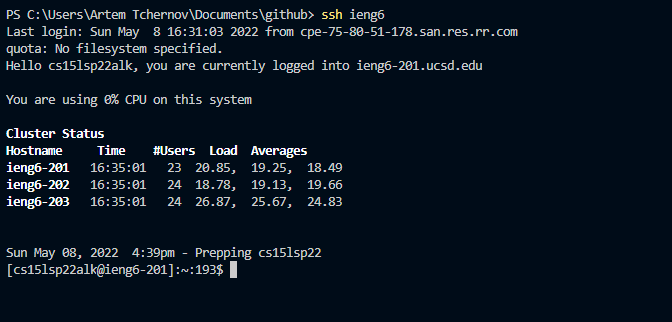 PS C:\Users\Artem Tchernov\Documents\github> ssh ieng6
Last login: Sun May  8 16:31:03 2022 from cpe-75-80-51-178.san.res.rr.com
quota: No filesystem specified.
Hello cs15lsp22alk, you are currently logged into ieng6-201.ucsd.edu
You are using 0% CPU on this system
Cluster Status
Hostname     Time    #Users  Load  Averages
ieng6-201   16:35:01   23  20.85,  19.25,  18.49
ieng6-202   16:35:01   24  18.78,  19.13,  19.66
ieng6-203   16:35:01   24  26.87,  25.67,  24.83
Sun May 08, 2022  4:39pm - Prepping cs15lsp22
[cs15lsp22alk@ieng6-201]:~:193$